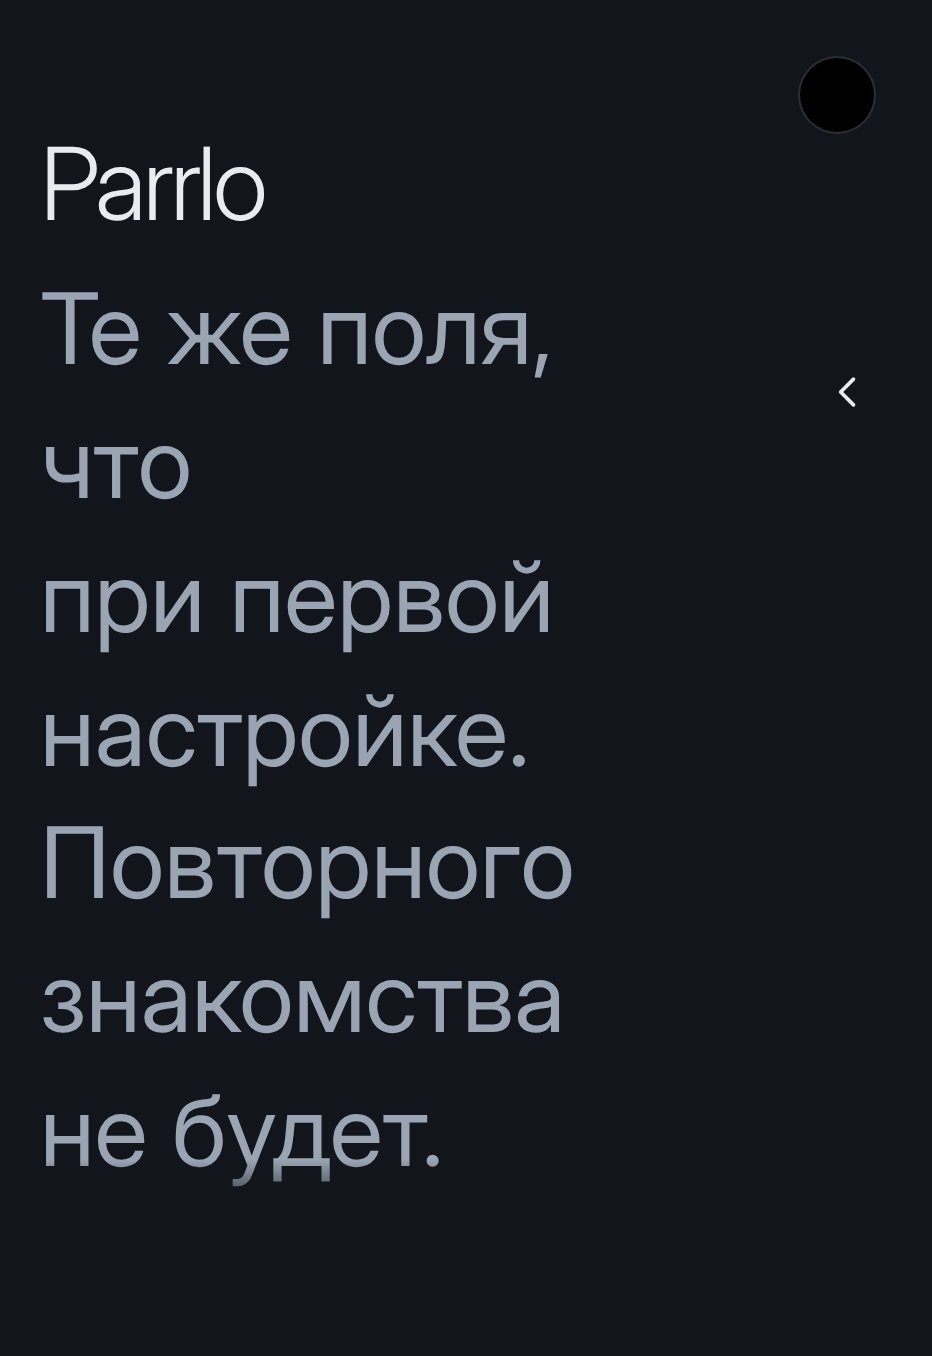 Parrlo
Те же поля,
что
при первой
настройке.
Повторного
знакомства
не будет.